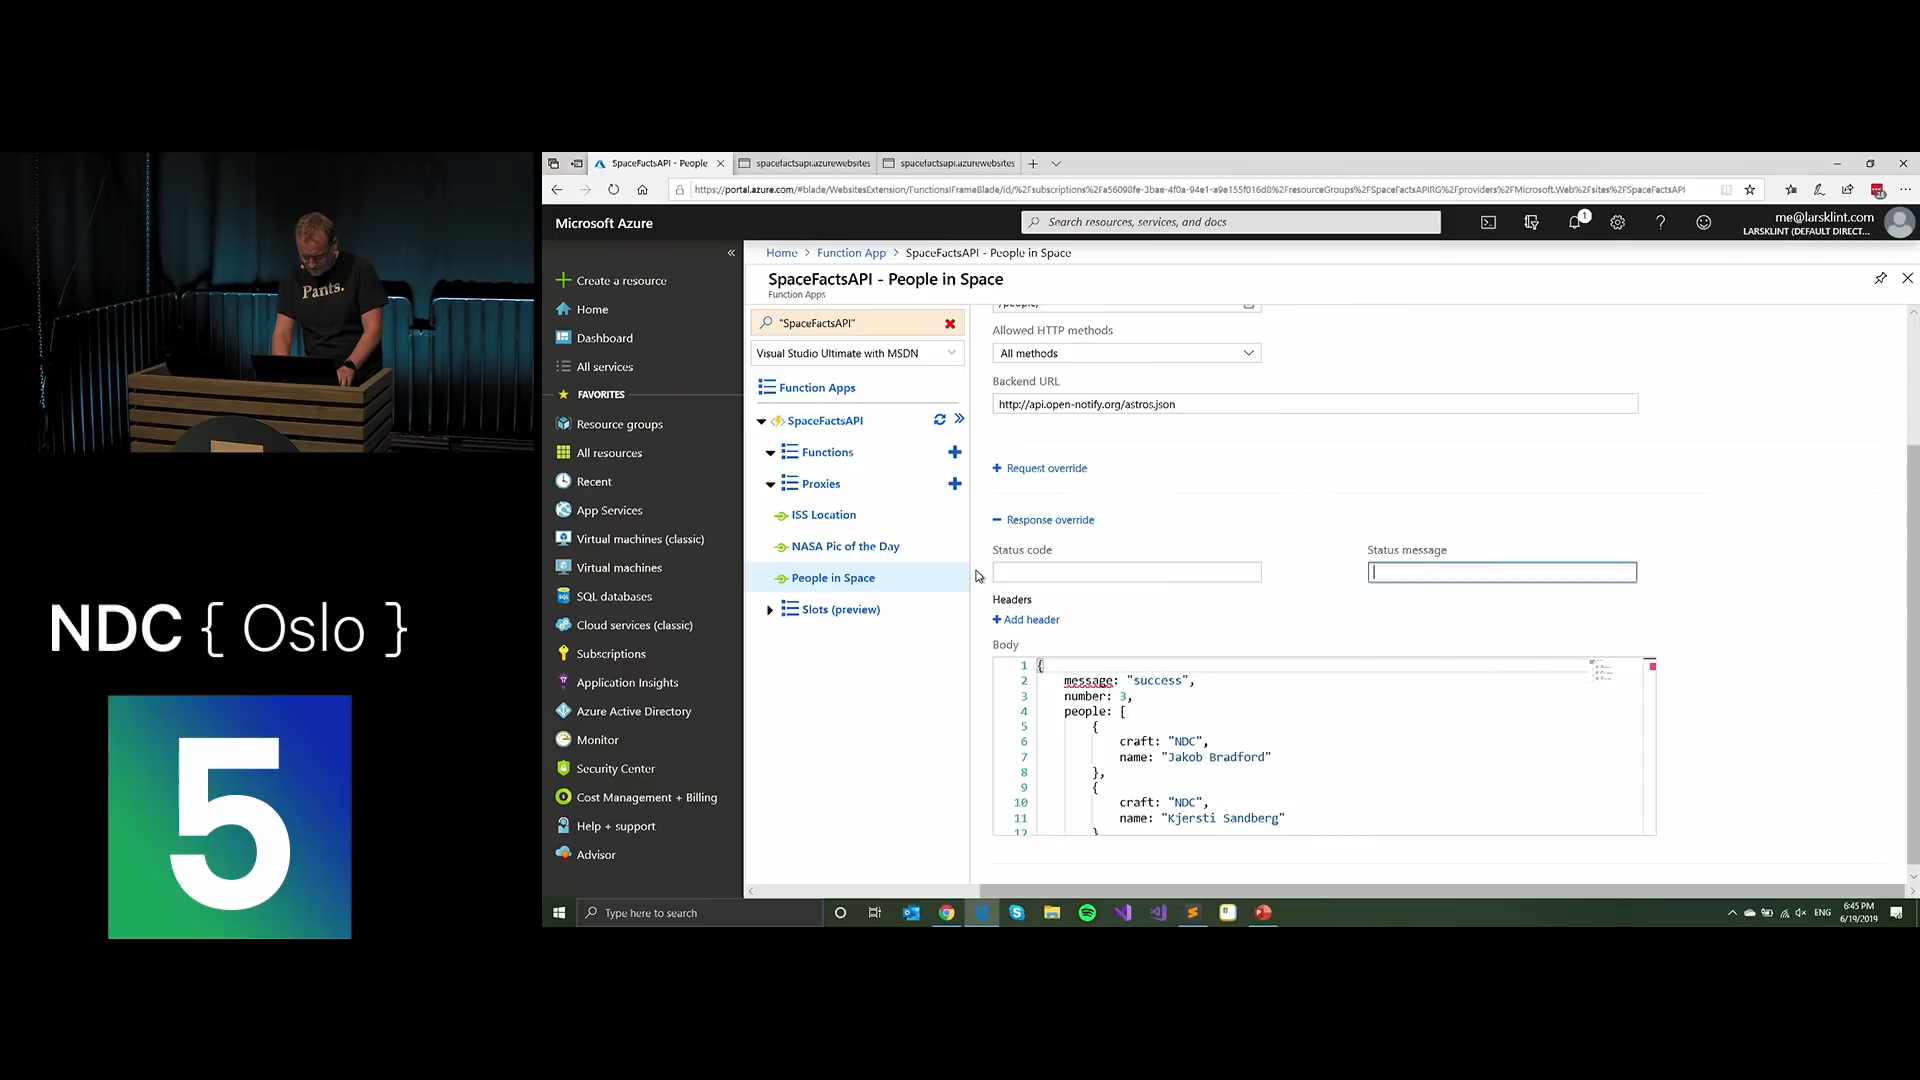 SpaceFactsAPI - People
spacefactsapi.azurewebsites
spacefactsapi.azurewebsites
Microsoft Azure
Search resources, services, and docs
1
me@larsklint.com
LARSKLINT (DEFAULT DIRECT...
Create a resource
Home
Dashboard
All services
FAVORITES
Resource groups
All resources
Recent
App Services
Virtual machines (classic)
Virtual machines
SQL databases
Cloud services (classic)
Subscriptions
Application Insights
Azure Active Directory
Monitor
Security Center
Cost Management + Billing
Help + support
Advisor
Home > Function App > SpaceFactsAPI - People in Space
SpaceFactsAPI - People in Space
Function Apps
"SpaceFactsAPI"
Visual Studio Ultimate with MSDN
Function Apps
SpaceFactsAPI
Functions
Proxies
ISS Location
NASA Pic of the Day
People in Space
Slots (preview)
Allowed HTTP methods
All methods
Backend URL
http://api.open-notify.org/astros.json
Request override
Response override
Status code
Status message
Headers
Add header
Body
1 {
2 message: "success",
3 number: 3,
4 people: [
5 {
6 craft: "NDC",
7 name: "Jakob Bradford"
8 },
9 {
10 craft: "NDC",
11 name: "Kjersti Sandberg"
12 }
Type here to search
ENG
6:45 PM
6/19/2019
Pants.
NDC { Oslo }
5